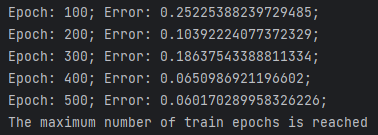 Epoch: 100; Error: 0.25225388239729485;
Epoch: 200; Error: 0.10392224077372329;
Epoch: 300; Error: 0.18637543388811334;
Epoch: 400; Error: 0.0650986921196602;
Epoch: 500; Error: 0.060170289958326226;
The maximum number of train epochs is reached